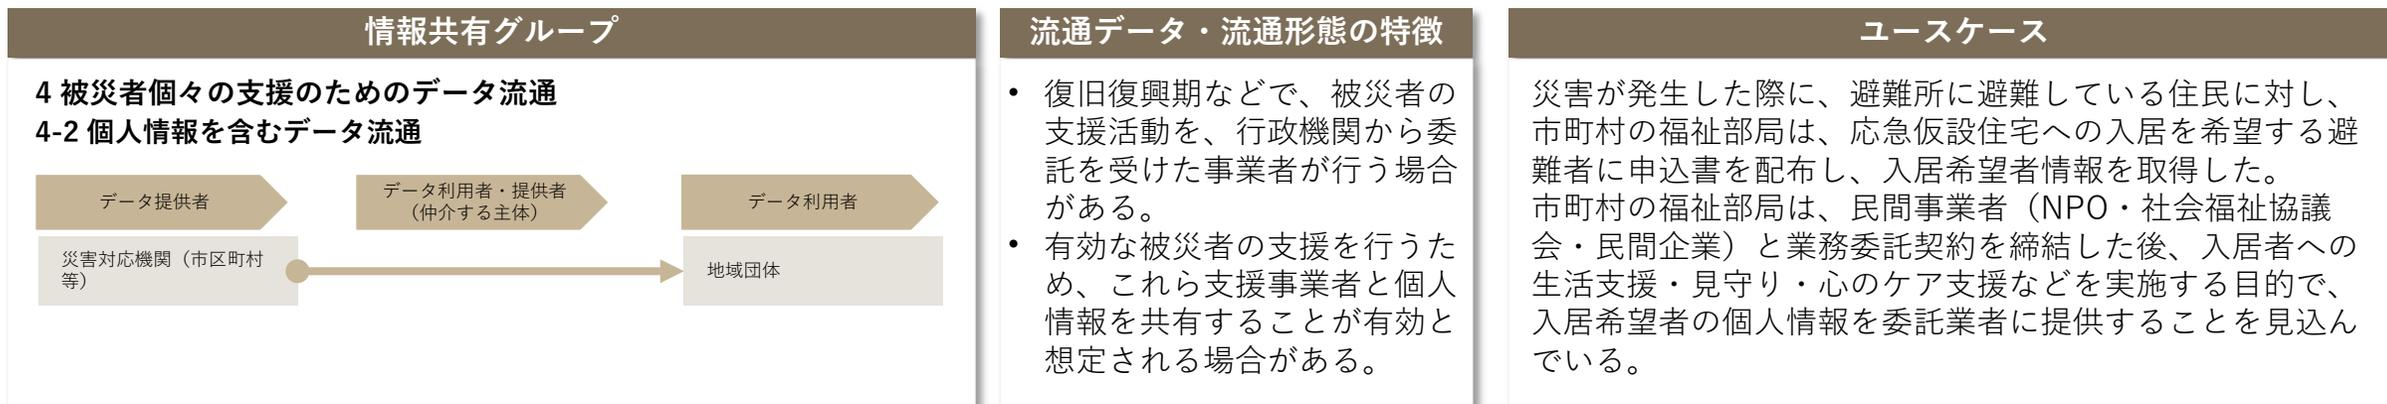 情報共有グループ
4 被災者個々の支援のためのデータ流通
4-2 個人情報を含むデータ流通
データ提供者
データ利用者・提供者
（仲介する主体）
データ利用者
災害対応機関（市区町村
等）
地域団体
流通データ・流通形態の特徴
• 復旧復興期などで、被災者の
支援活動を、行政機関から委
託を受けた事業者が行う場合
がある。
• 有効な被災者の支援を行うた
め、これら支援事業者と個人
情報を共有することが有効と
想定される場合がある。
ユースケース
災害が発生した際に、避難所に避難している住民に対し、
市町村の福祉部局は、応急仮設住宅への入居を希望する避
難者に申込書を配布し、入居希望者情報を取得した。
市町村の福祉部局は、民間事業者（NPO・社会福祉協議
会・民間企業）と業務委託契約を締結した後、入居者への
生活支援・見守り・心のケア支援などを実施する目的で、
入居希望者の個人情報を委託業者に提供することを見込ん
でいる。